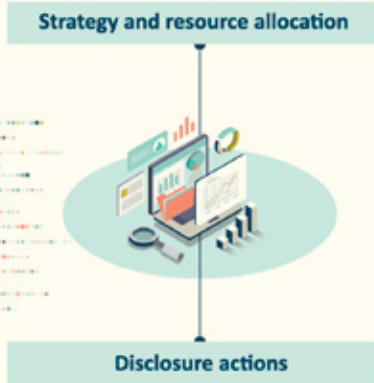 Strategy and resource allocation
Disclosure actions